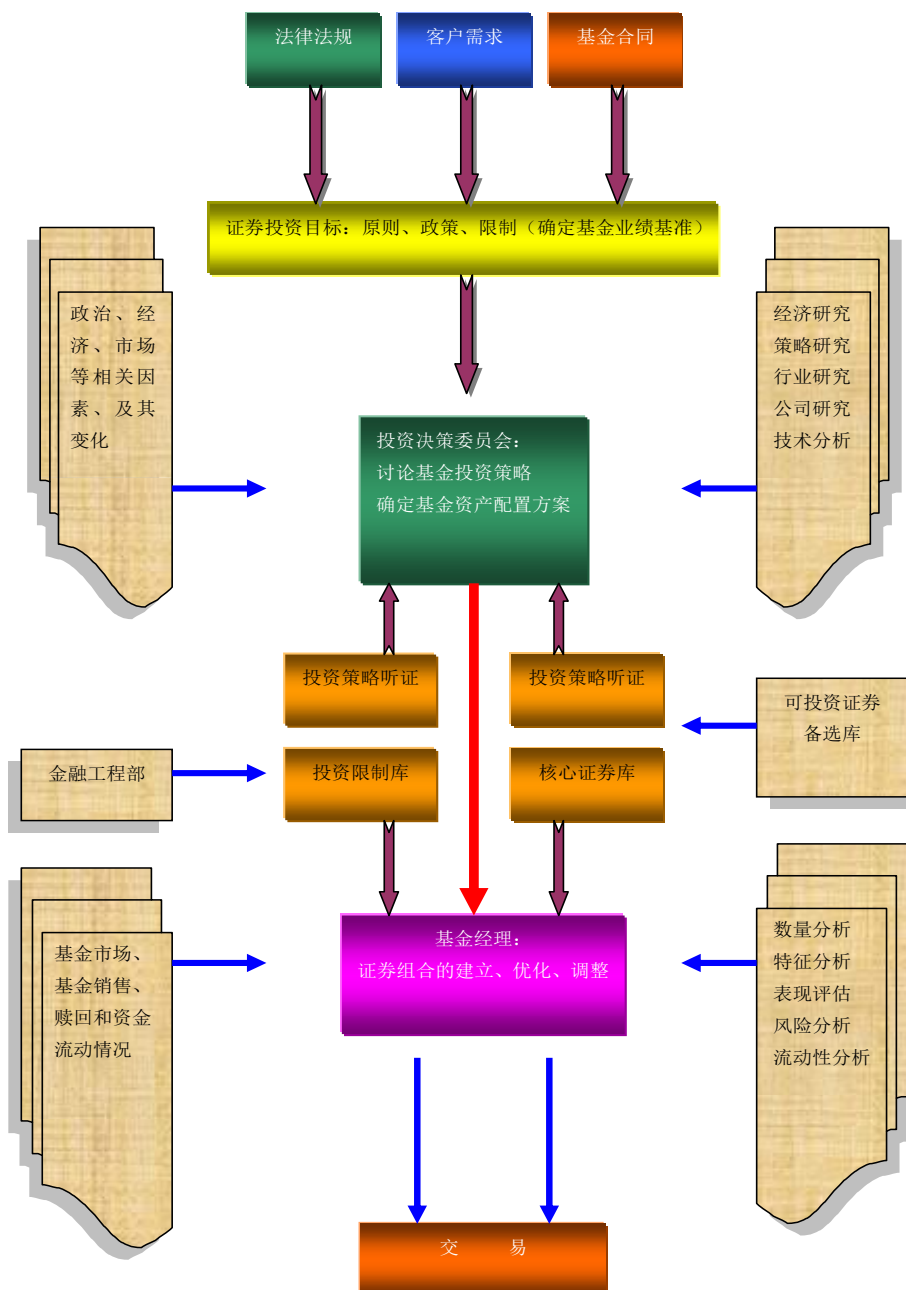 法律法规
客户需求
基金合同
证券投资目标：原则、政策、限制（确定基金业绩基准）
政治、经
济、市场
等相关因
素、及其
变化
经济研究
策略研究
行业研究
公司研究
技术分析
投资决策委员会：
讨论基金投资策略
确定基金资产配置方案
投资策略听证
投资策略听证
可投资证券
备选库
金融工程部
投资限制库
核心证券库
基金经理：
证券组合的建立、优化、调整
基金市场、
基金销售、
赎回和资金
流动情况
数量分析
特征分析
表现评估
风险分析
流动性分析
交 易